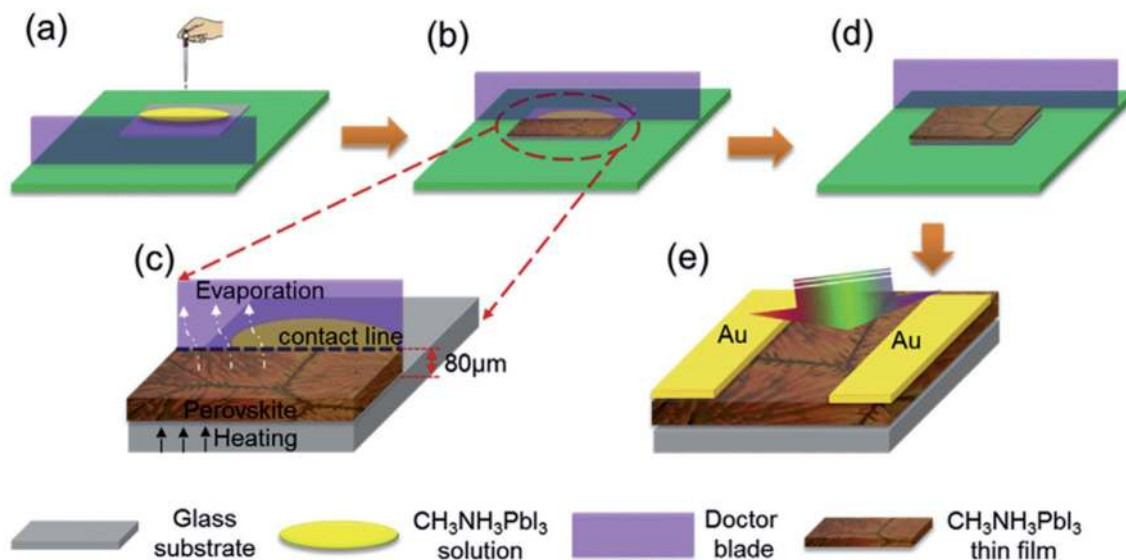 (a)
(b)
(d)
(c)
Evaporation
contact line
80μm
Perovskite
Heating
(e)
Au
Au
Glass
substrate
CH₃NH₃PbI₃
solution
Doctor
blade
CH₃NH₃PbI₃
thin film